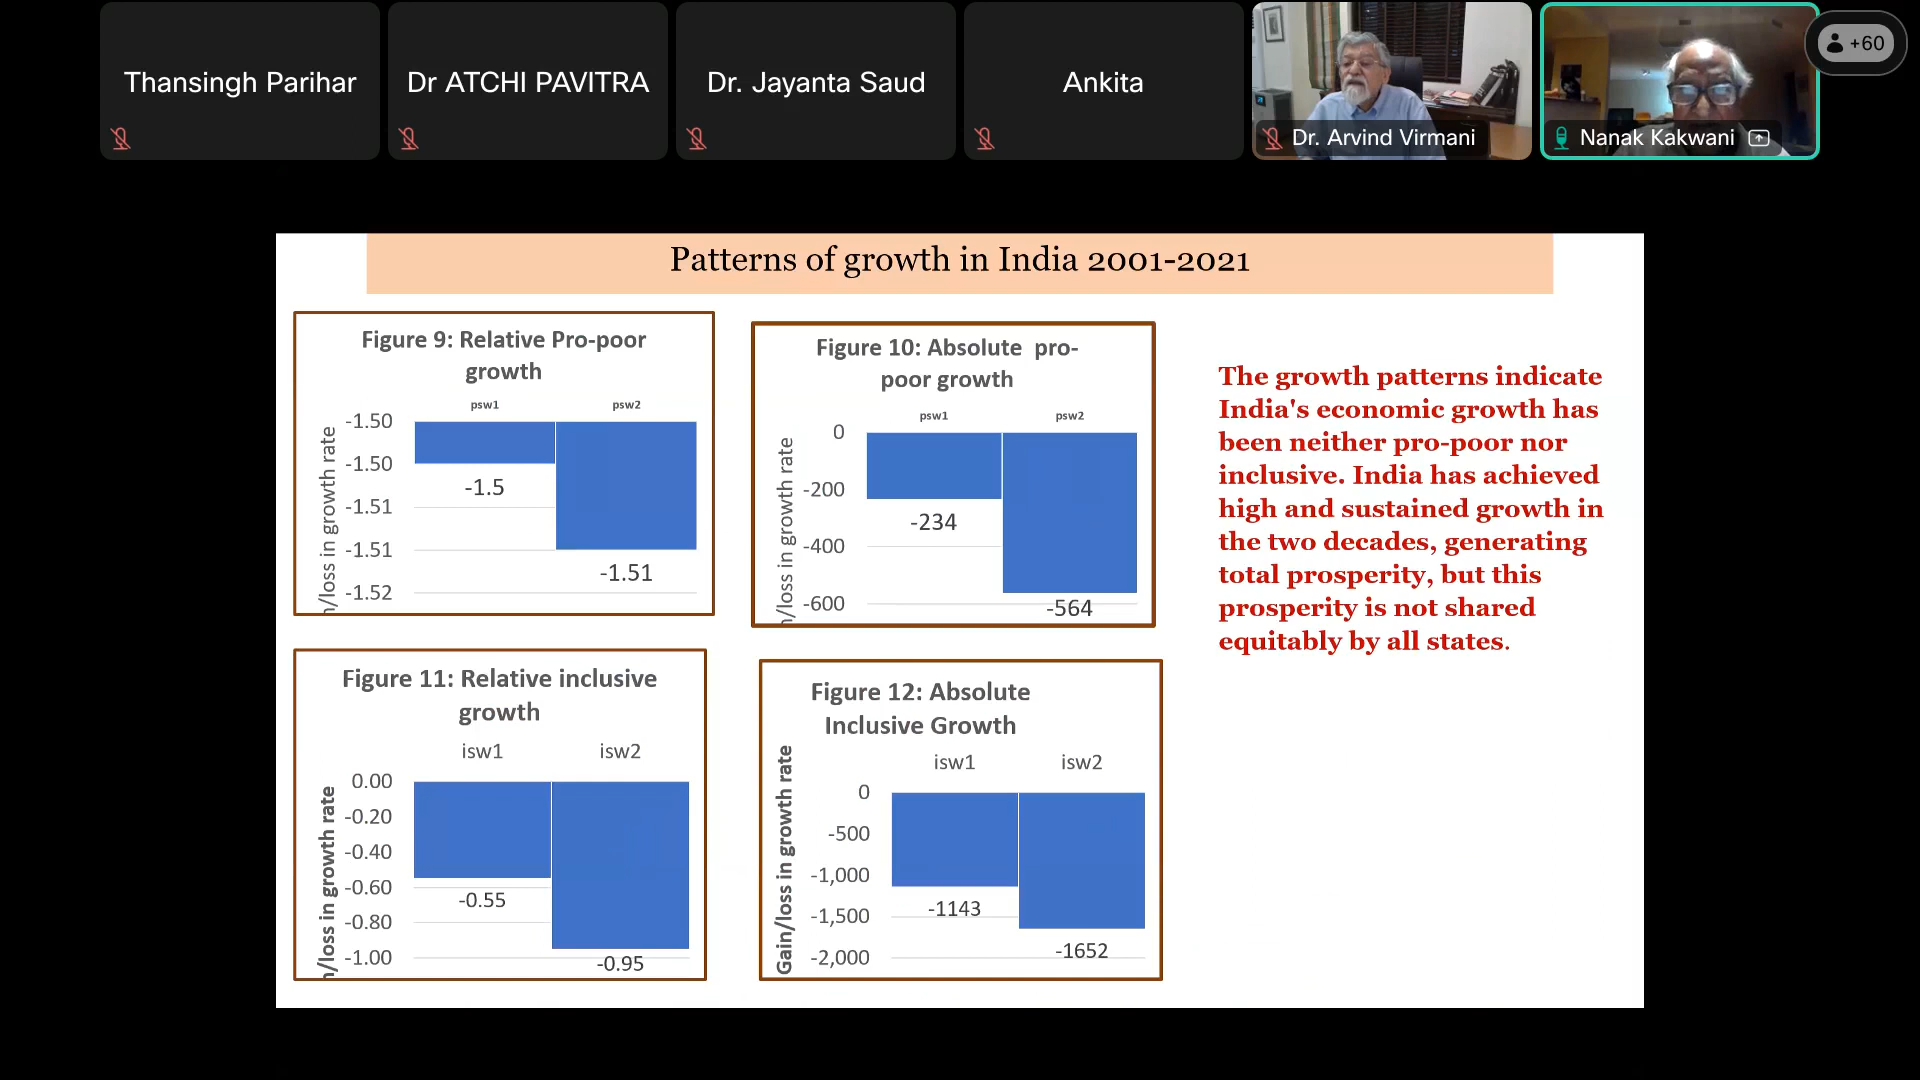 Thansingh Parihar
Dr ATCHI PAVITRA
Dr. Jayanta Saud
Ankita
Dr. Arvind Virmani
Nanak Kakwani
+60
Patterns of growth in India 2001-2021
Figure 9: Relative Pro-poor
growth
psw1 psw2
-1.50
-1.50
-1.51
-1.51
-1.52
n/loss in growth rate
-1.5
-1.51
Figure 10: Absolute pro-
poor growth
psw1 psw2
0
-200
-400
-600
n/loss in growth rate
-234
-564
The growth patterns indicate
India's economic growth has
been neither pro-poor nor
inclusive. India has achieved
high and sustained growth in
the two decades, generating
total prosperity, but this
prosperity is not shared
equitably by all states.
Figure 11: Relative inclusive
growth
isw1 isw2
0.00
-0.20
-0.40
-0.60
-0.80
-1.00
n/loss in growth rate
-0.55
-0.95
Figure 12: Absolute
Inclusive Growth
isw1 isw2
0
-500
-1,000
-1,500
-2,000
Gain/loss in growth rate
-1143
-1652